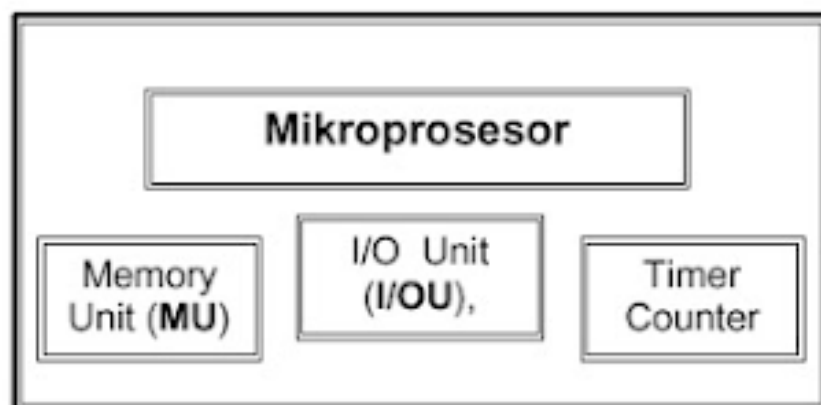 Mikroprosesor
Memory
Unit (MU)
I/O Unit
(I/OU),
Timer
Counter